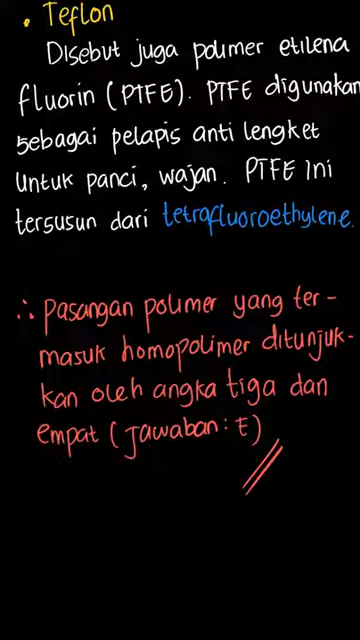 • Teflon
Disebut juga polimer etilena
fluorin (PTFE). PTFE digunakan
sebagai pelapis anti lengket
untuk panci, wajan. PTFE ini
tersusun dari tetrafluoroethylene.
∴ Pasangan polimer yang ter-
masuk homopolimer ditunjuk-
kan oleh angka tiga dan
empat (Jawaban : E)